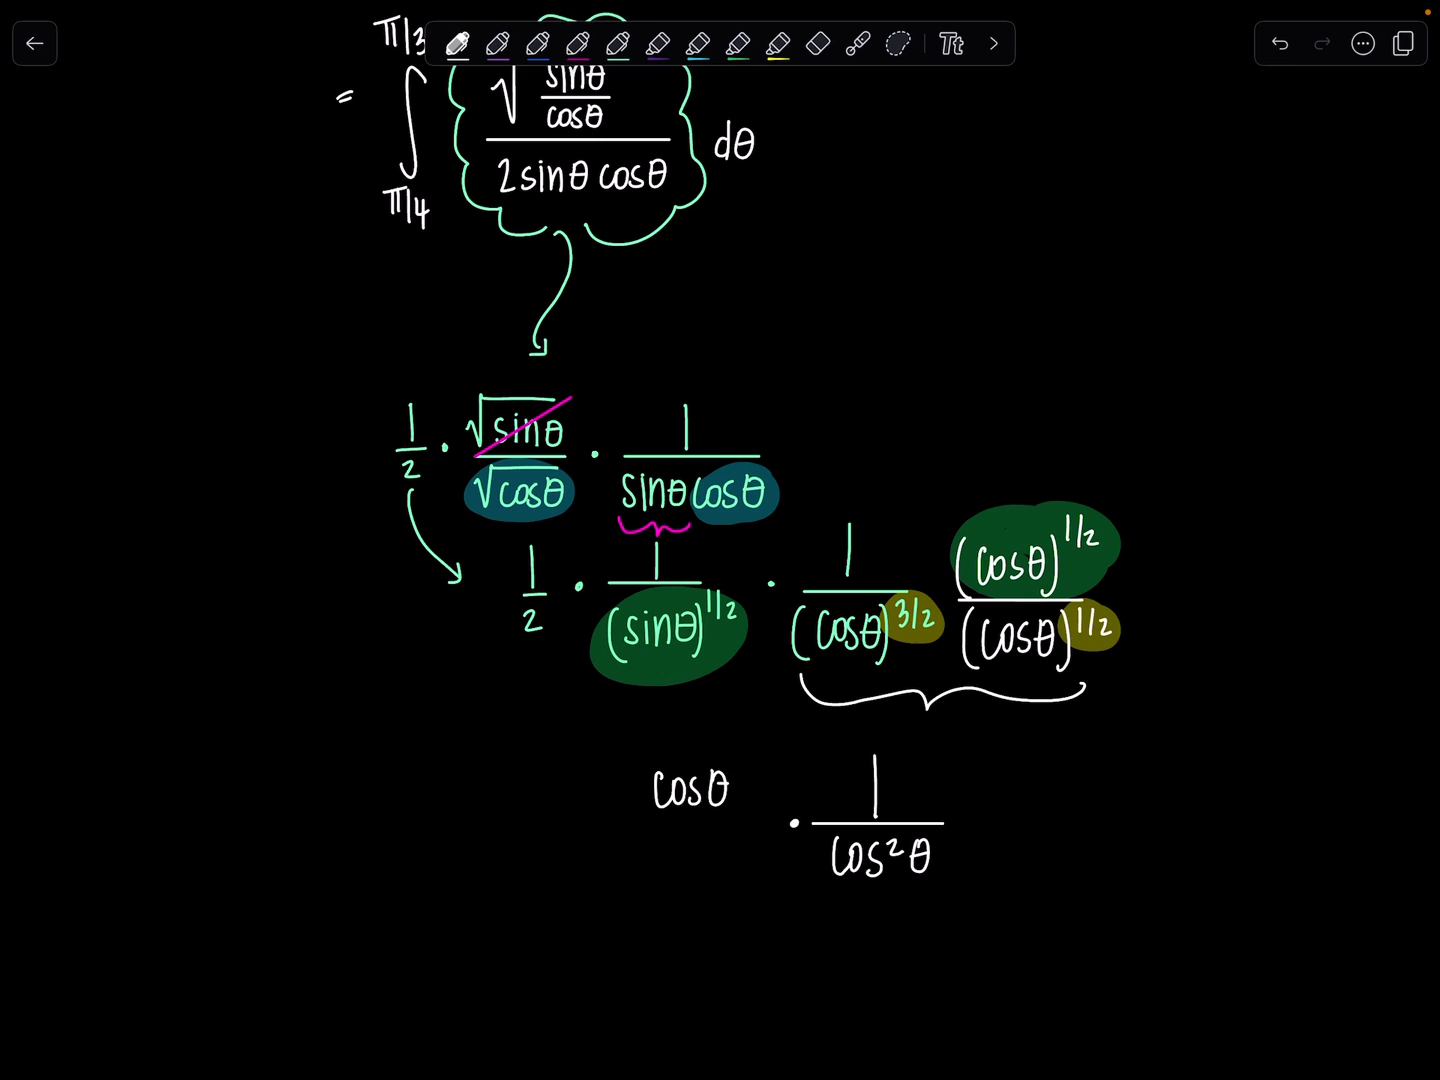 Tt
= ∫_{π/4}^{π/3} √(sinθ/cosθ) / (2sinθ cosθ) dθ
1/2 · √sinθ/√cosθ · 1/(sinθ cosθ)
1/2 · 1/(sinθ)^{1/2} · 1/(cosθ)^{3/2} (cosθ)^{1/2}/(cosθ)^{1/2}
cosθ · 1/cos²θ